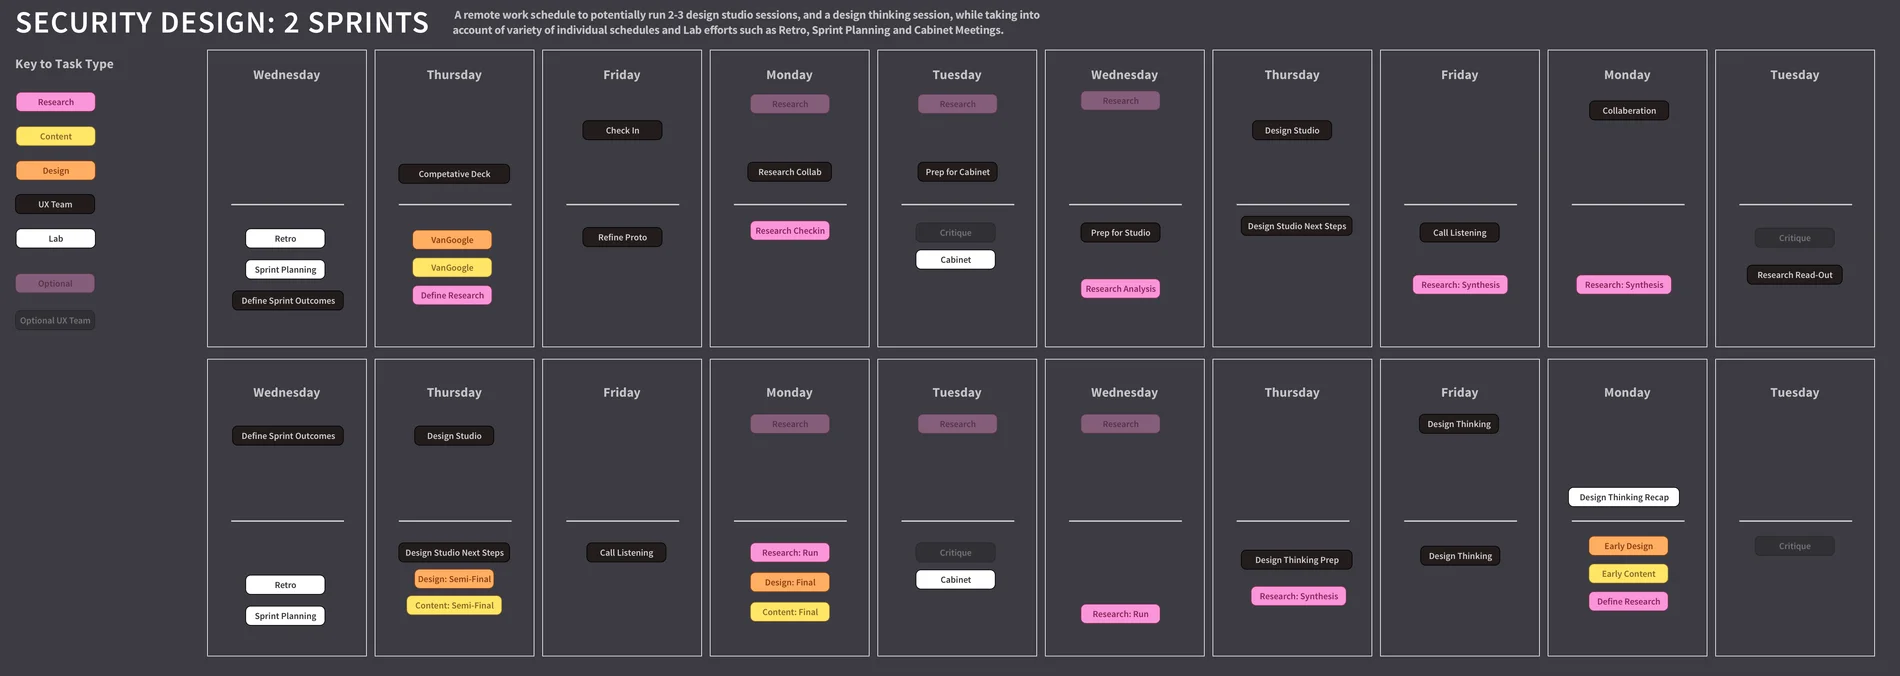 SECURITY DESIGN: 2 SPRINTS
A remote work schedule to potentially run 2-3 design studio sessions, and a design thinking session, while taking into
account of variety of individual schedules and Lab efforts such as Retro, Sprint Planning and Cabinet Meetings.
Key to Task Type
Research
Content
Design
UX Team
Lab
Optional
Optional UX Team
Wednesday
Retro
Sprint Planning
Define Sprint Outcomes
Thursday
Competative Deck
VanGoogle
VanGoogle
Define Research
Friday
Check In
Refine Proto
Monday
Research
Research Collab
Research Checkin
Tuesday
Research
Prep for Cabinet
Critique
Cabinet
Wednesday
Research
Prep for Studio
Research Analysis
Thursday
Design Studio
Design Studio Next Steps
Friday
Call Listening
Research: Synthesis
Monday
Collaberation
Research: Synthesis
Tuesday
Critique
Research Read-Out
Wednesday
Define Sprint Outcomes
Retro
Sprint Planning
Thursday
Design Studio
Design Studio Next Steps
Design: Semi-Final
Content: Semi-Final
Friday
Call Listening
Monday
Research
Research: Run
Design: Final
Content: Final
Tuesday
Research
Critique
Cabinet
Wednesday
Research
Research: Run
Thursday
Design Thinking Prep
Research: Synthesis
Friday
Design Thinking
Design Thinking
Monday
Design Thinking Recap
Early Design
Early Content
Define Research
Tuesday
Critique